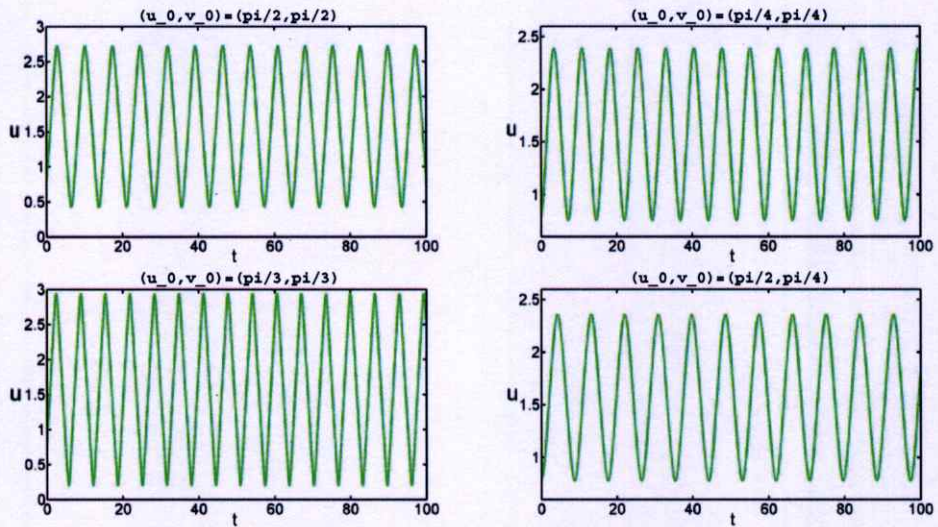 (u_0,v_0)=(pi/2,pi/2)
3
2.5
2
u 1.5
1
0.5
0
0 20 40 60 80 100
t
(u_0,v_0)=(pi/4,pi/4)
2.5
2
u 1.5
1
0 20 40 60 80 100
t
(u_0,v_0)=(pi/3,pi/3)
3
2.5
2
u 1.5
1
0.5
0
0 20 40 60 80 100
t
(u_0,v_0)=(pi/2,pi/4)
2.5
2
u 1.5
1
0 20 40 60 80 100
t